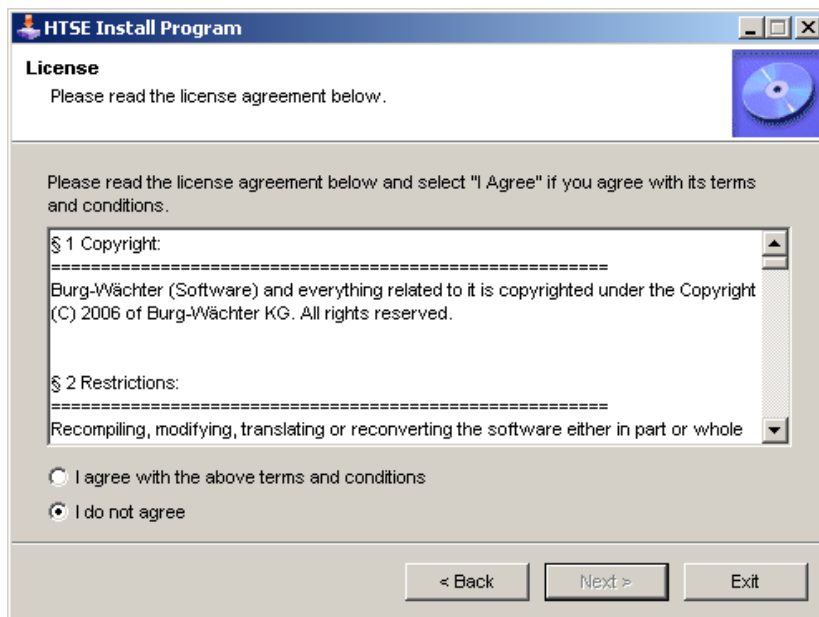 HTSE Install Program
License
Please read the license agreement below.
Please read the license agreement below and select "I Agree" if you agree with its terms
and conditions.
§ 1 Copyright:
========================================================
Burg-Wächter (Software) and everything related to it is copyrighted under the Copyright
(C) 2006 of Burg-Wächter KG. All rights reserved.
§ 2 Restrictions:
========================================================
Recompiling, modifying, translating or reconverting the software either in part or whole
I agree with the above terms and conditions
I do not agree
< Back Next > Exit